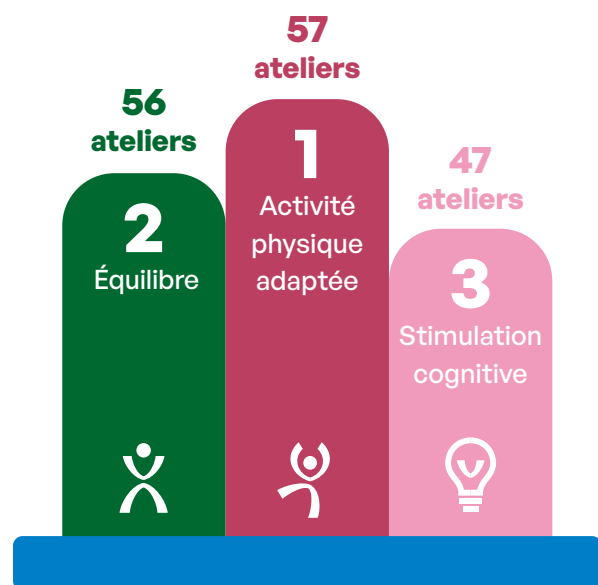 57
ateliers
1
Activité
physique
adaptée
56
ateliers
2
Équilibre
47
ateliers
3
Stimulation
cognitive